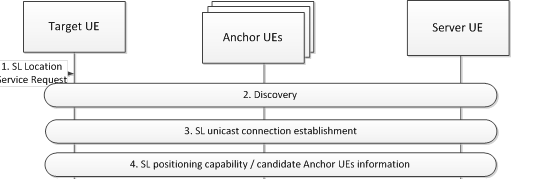 Target UE
Anchor UEs
Server UE
1. SL Location
Service Request
2. Discovery
3. SL unicast connection establishment
4. SL positioning capability / candidate Anchor UEs information